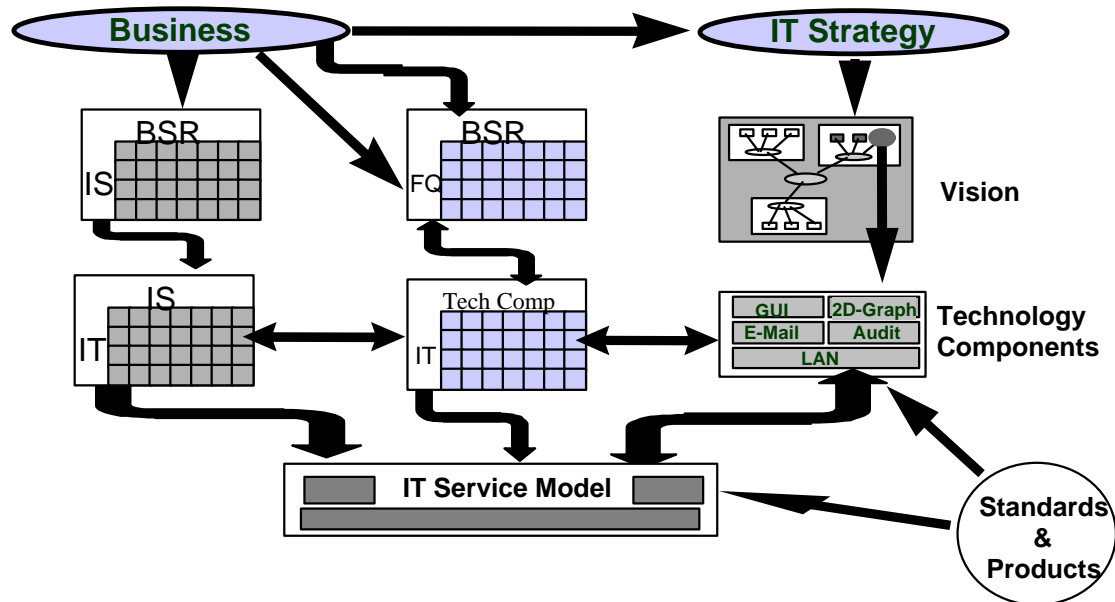 Business
IT Strategy
BSR
IS
BSR
FQ
Vision
IS
IT
Tech Comp
IT
GUI
2D-Graph
E-Mail
Audit
LAN
Technology
Components
IT Service Model
Standards
&
Products